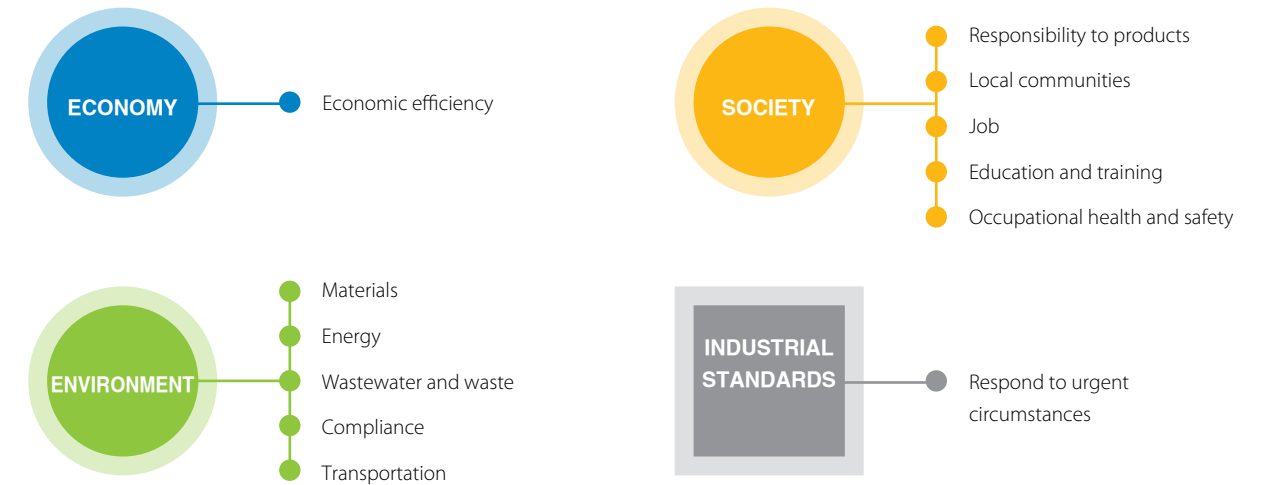 ECONOMY
Economic efficiency
SOCIETY
Responsibility to products
Local communities
Job
Education and training
Occupational health and safety
ENVIRONMENT
Materials
Energy
Wastewater and waste
Compliance
Transportation
INDUSTRIAL
STANDARDS
Respond to urgent
circumstances